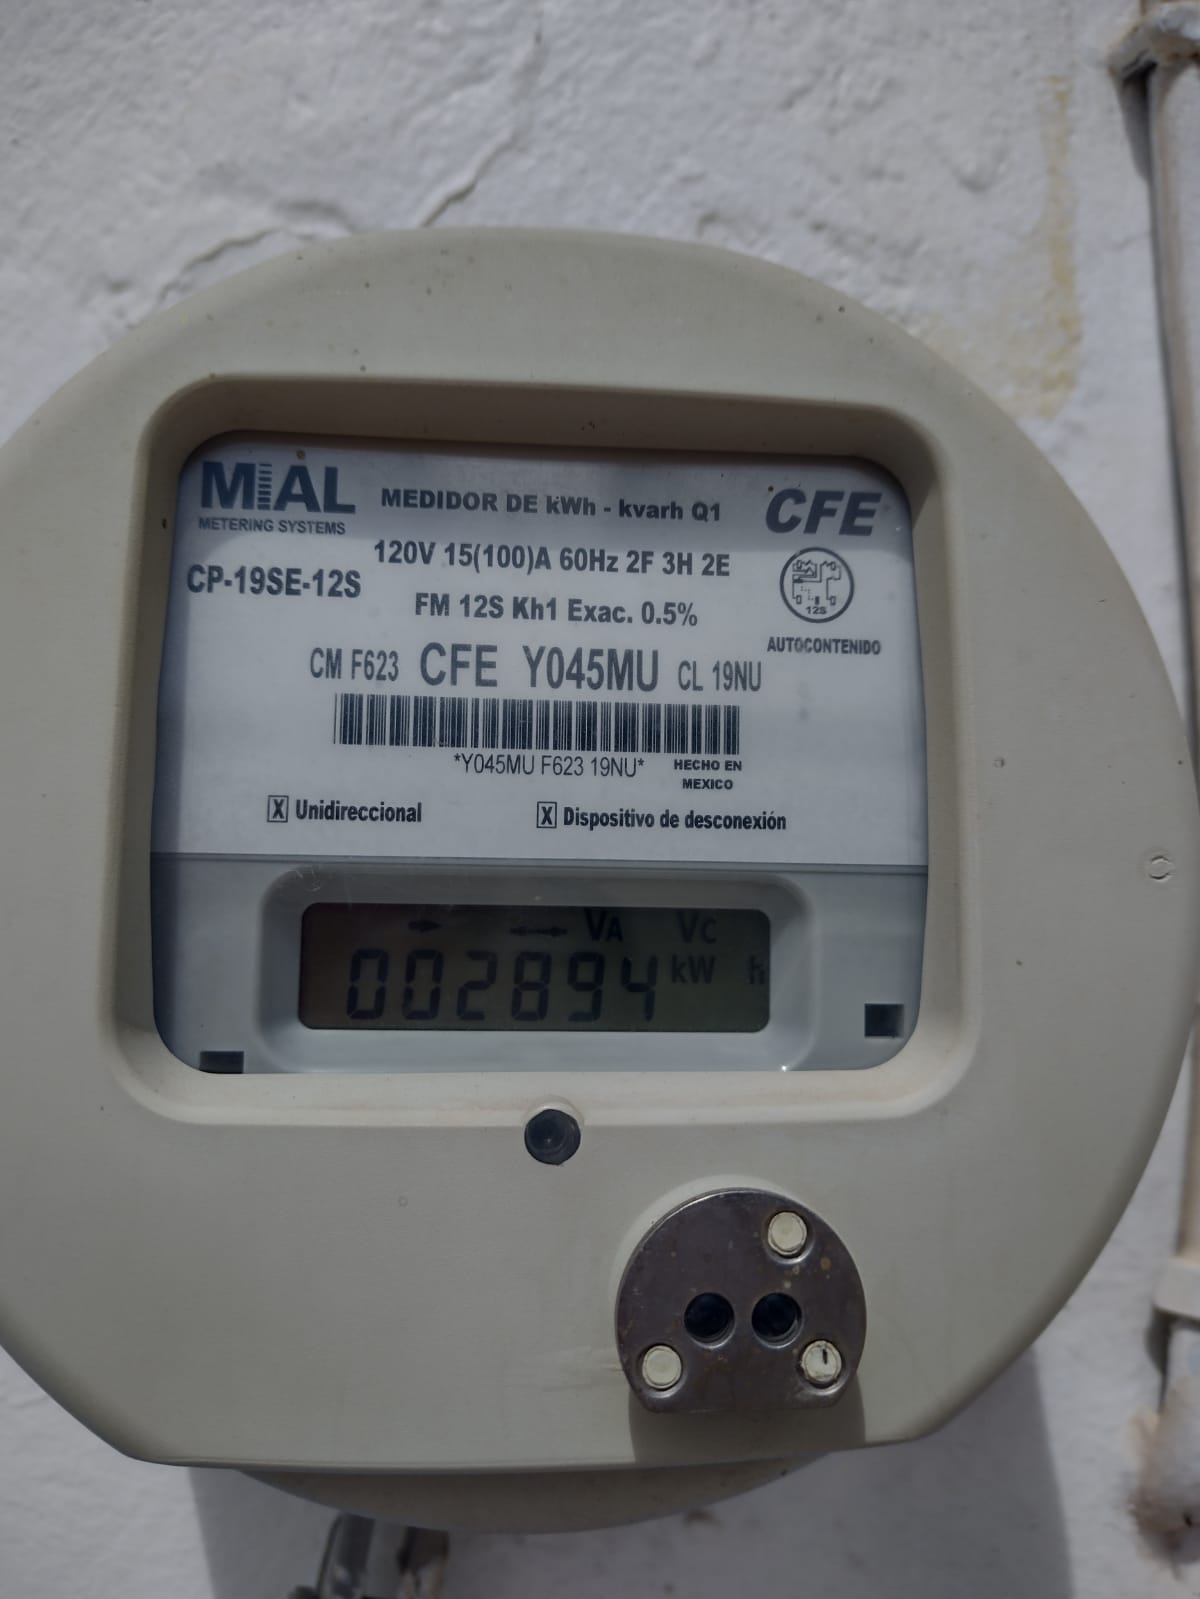 MIAL
METERING SYSTEMS
MEDIDOR DE kWh - kvarh Q1
CFE
120V 15(100)A 60Hz 2F 3H 2E
CP-19SE-12S
FM 12S Kh1 Exac. 0.5%
12S
AUTOCONTENIDO
CM F623 CFE Y045MU CL 19NU
*Y045MU F623 19NU*
HECHO EN
MEXICO
X Unidireccional
X Dispositivo de desconexión
VA VC
002894 kW h